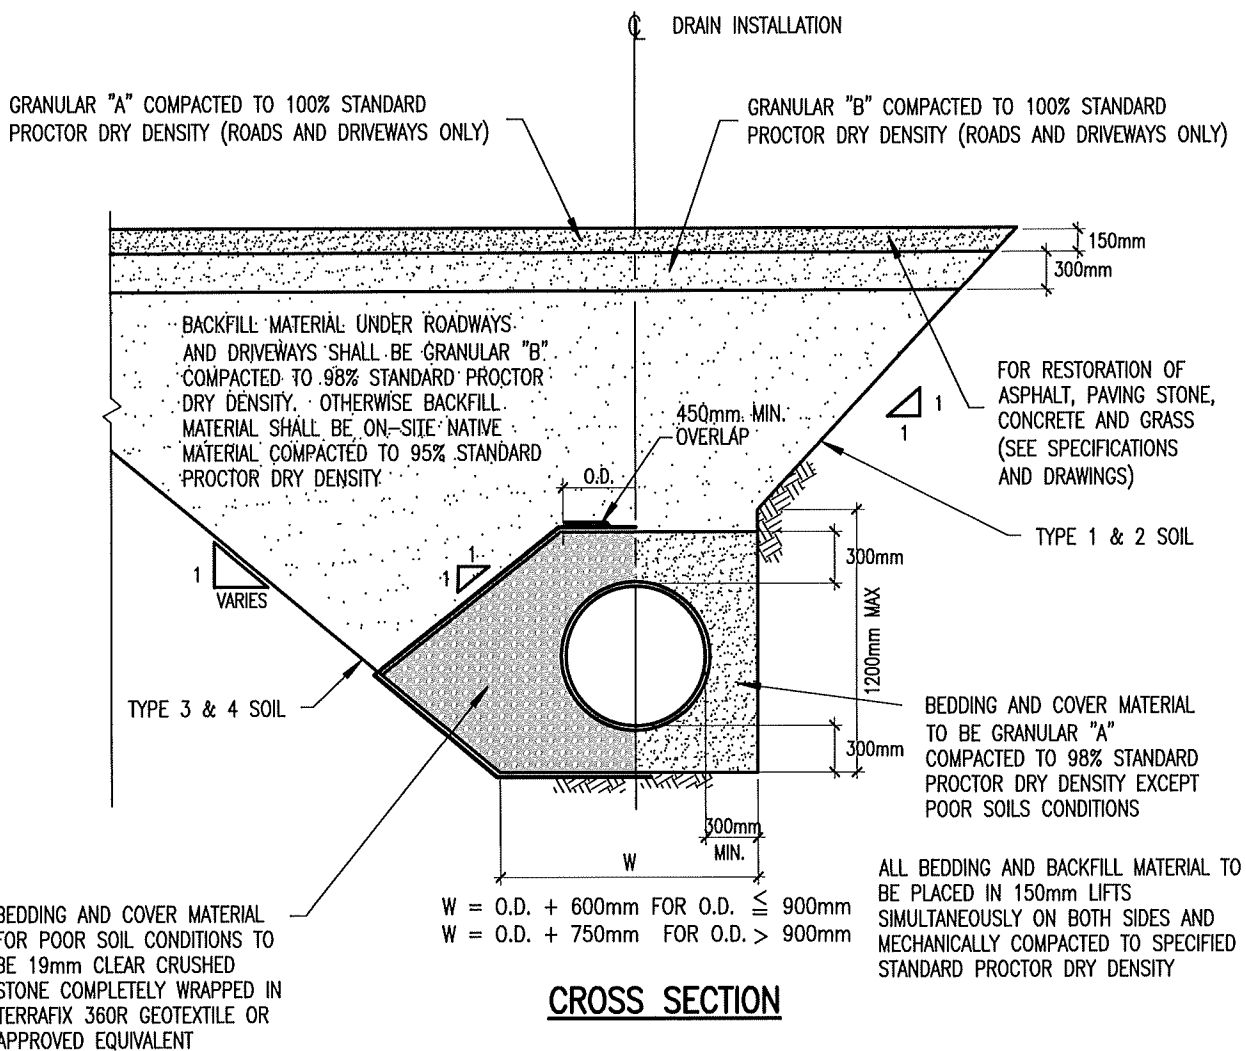 ℄ DRAIN INSTALLATION
GRANULAR "A" COMPACTED TO 100% STANDARD
PROCTOR DRY DENSITY (ROADS AND DRIVEWAYS ONLY)
GRANULAR "B" COMPACTED TO 100% STANDARD
PROCTOR DRY DENSITY (ROADS AND DRIVEWAYS ONLY)
150mm
300mm
BACKFILL MATERIAL UNDER ROADWAYS
AND DRIVEWAYS SHALL BE GRANULAR "B"
COMPACTED TO 98% STANDARD PROCTOR
DRY DENSITY. OTHERWISE BACKFILL
MATERIAL SHALL BE ON-SITE NATIVE
MATERIAL COMPACTED TO 95% STANDARD
PROCTOR DRY DENSITY
450mm MIN.
OVERLAP
O.D.
1
1
FOR RESTORATION OF
ASPHALT, PAVING STONE,
CONCRETE AND GRASS
(SEE SPECIFICATIONS
AND DRAWINGS)
TYPE 1 & 2 SOIL
1
VARIES
1
1
300mm
1200mm MAX
300mm
TYPE 3 & 4 SOIL
BEDDING AND COVER MATERIAL
TO BE GRANULAR "A"
COMPACTED TO 98% STANDARD
PROCTOR DRY DENSITY EXCEPT
POOR SOILS CONDITIONS
300mm
MIN.
W
W = O.D. + 600mm FOR O.D. ≦ 900mm
W = O.D. + 750mm FOR O.D. > 900mm
ALL BEDDING AND BACKFILL MATERIAL TO
BE PLACED IN 150mm LIFTS
SIMULTANEOUSLY ON BOTH SIDES AND
MECHANICALLY COMPACTED TO SPECIFIED
STANDARD PROCTOR DRY DENSITY
BEDDING AND COVER MATERIAL
FOR POOR SOIL CONDITIONS TO
BE 19mm CLEAR CRUSHED
STONE COMPLETELY WRAPPED IN
TERRAFIX 360R GEOTEXTILE OR
APPROVED EQUIVALENT
CROSS SECTION